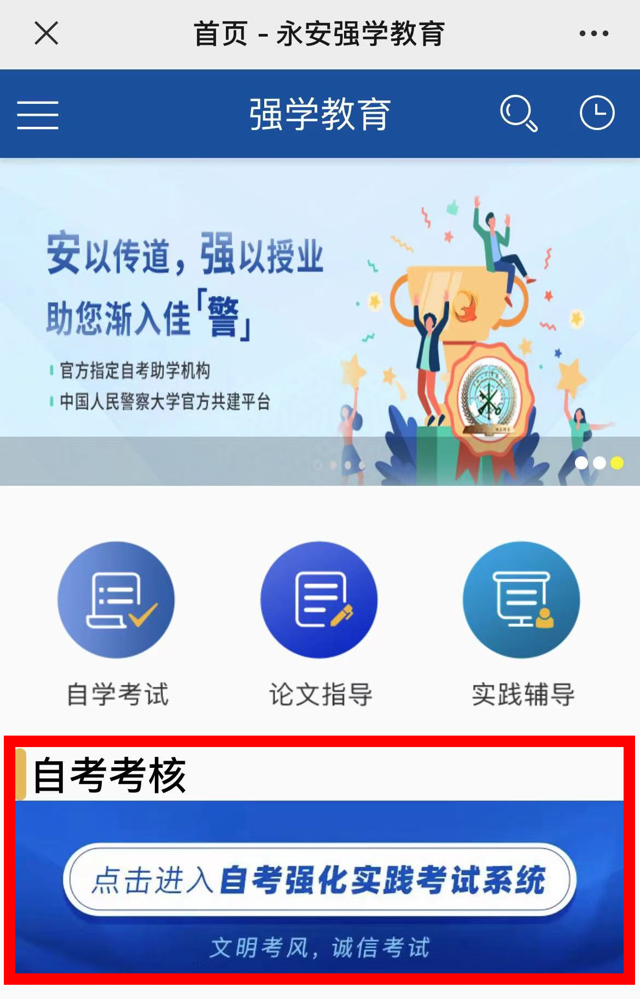 首页 - 永安强学教育
强学教育
安以传道，强以授业
助您渐入佳「警」
官方指定自考助学机构
中国人民警察大学官方共建平台
自学考试
论文指导
实践辅导
自考考核
点击进入自考强化实践考试系统
文明考风，诚信考试